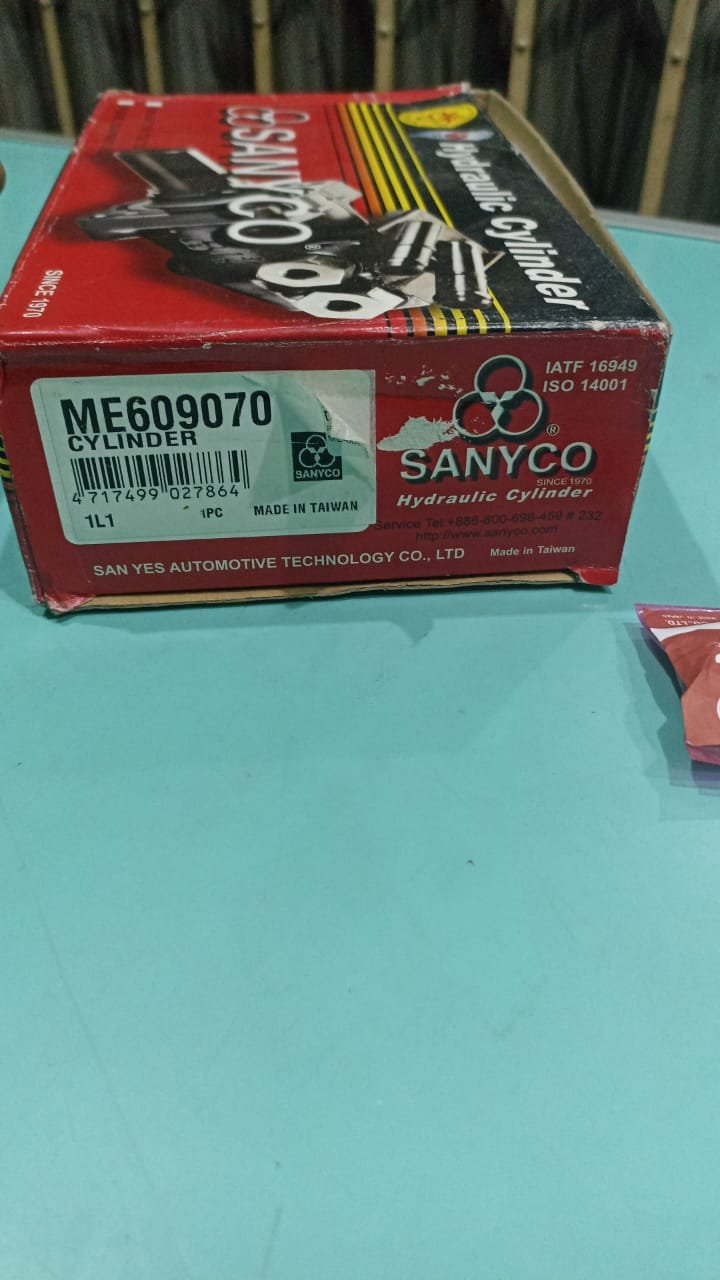 SANYCO
®
Hydraulic Cylinder
SINCE 1970
ME609070
CYLINDER
4 717499 027864
1L1
1PC
MADE IN TAIWAN
SANYCO
IATF 16949
ISO 14001
®
SANYCO
SINCE 1970
Hydraulic Cylinder
Service Tel:+886-800-698-459 # 232
http://www.sanyco.com
SAN YES AUTOMOTIVE TECHNOLOGY CO., LTD
Made in Taiwan